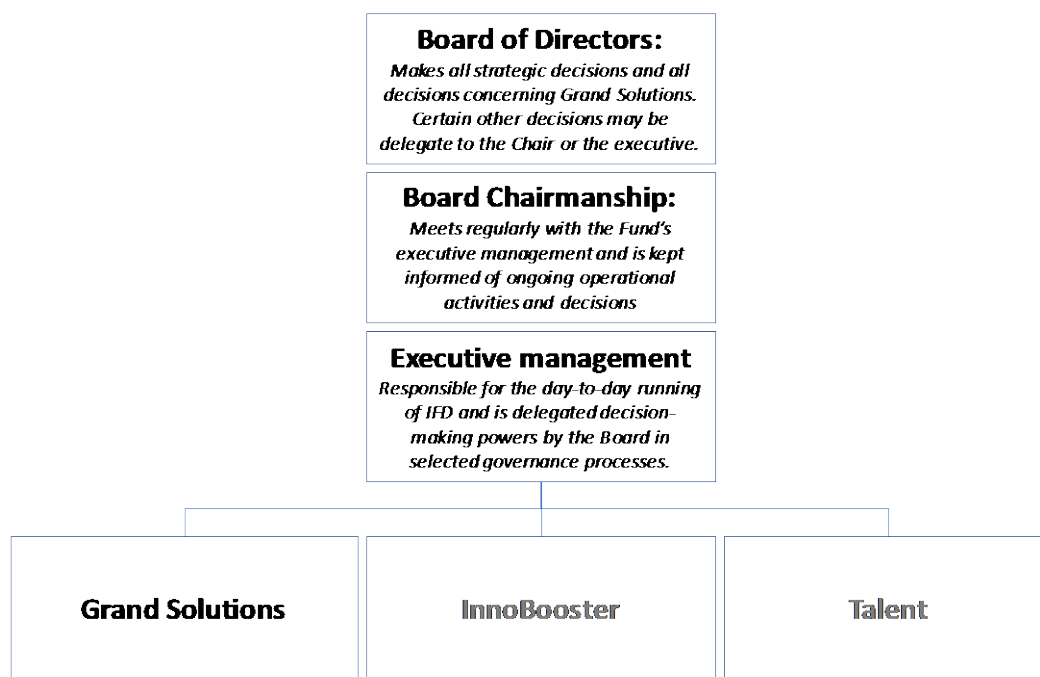 Board of Directors:
Makes all strategic decisions and all
decisions concerning Grand Solutions.
Certain other decisions may be
delegate to the Chair or the executive.
Board Chairmanship:
Meets regularly with the Fund's
executive management and is kept
informed of ongoing operational
activities and decisions
Executive management
Responsible for the day-to-day running
of IFD and is delegated decision-
making powers by the Board in
selected governance processes.
Grand Solutions
InnoBooster
Talent